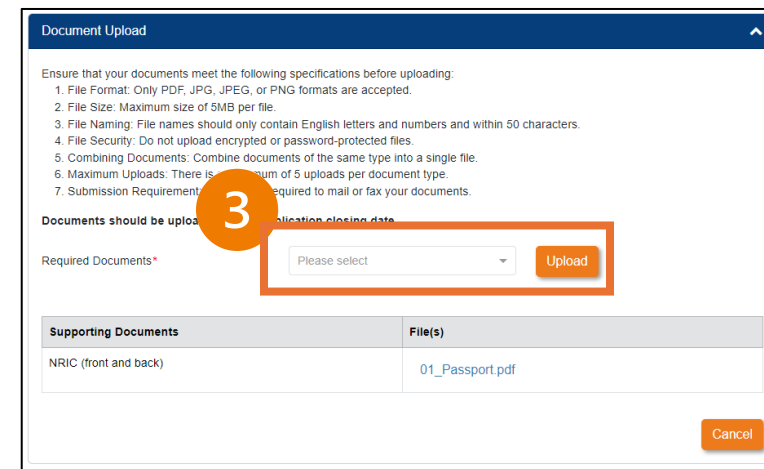 Document Upload
Ensure that your documents meet the following specifications before uploading:
1. File Format: Only PDF, JPG, JPEG, or PNG formats are accepted.
2. File Size: Maximum size of 5MB per file.
3. File Naming: File names should only contain English letters and numbers and within 50 characters.
4. File Security: Do not upload encrypted or password-protected files.
5. Combining Documents: Combine documents of the same type into a single file.
6. Maximum Uploads: There is of 5 uploads per document type.
7. Submission Requirement: to mail or fax your documents.
Documents should be closing date
3
Required Documents*
Please select
Upload
Supporting Documents File(s)
NRIC (front and back) 01_Passport.pdf
Cancel